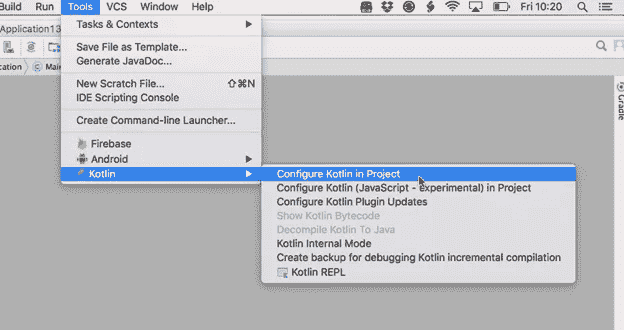 Build Run Tools VCS Window Help Fri 10:20
Application13
Tasks & Contexts
Save File as Template...
Generate JavaDoc...
cation Mai
New Scratch File... ⇧⌘N
IDE Scripting Console
Gradle
Create Command-line Launcher...
Firebase
Android
Kotlin
Configure Kotlin in Project
Configure Kotlin (JavaScript - experimental) in Project
Configure Kotlin Plugin Updates
Show Kotlin Bytecode
Decompile Kotlin To Java
Kotlin Internal Mode
Create backup for debugging Kotlin incremental compilation
Kotlin REPL